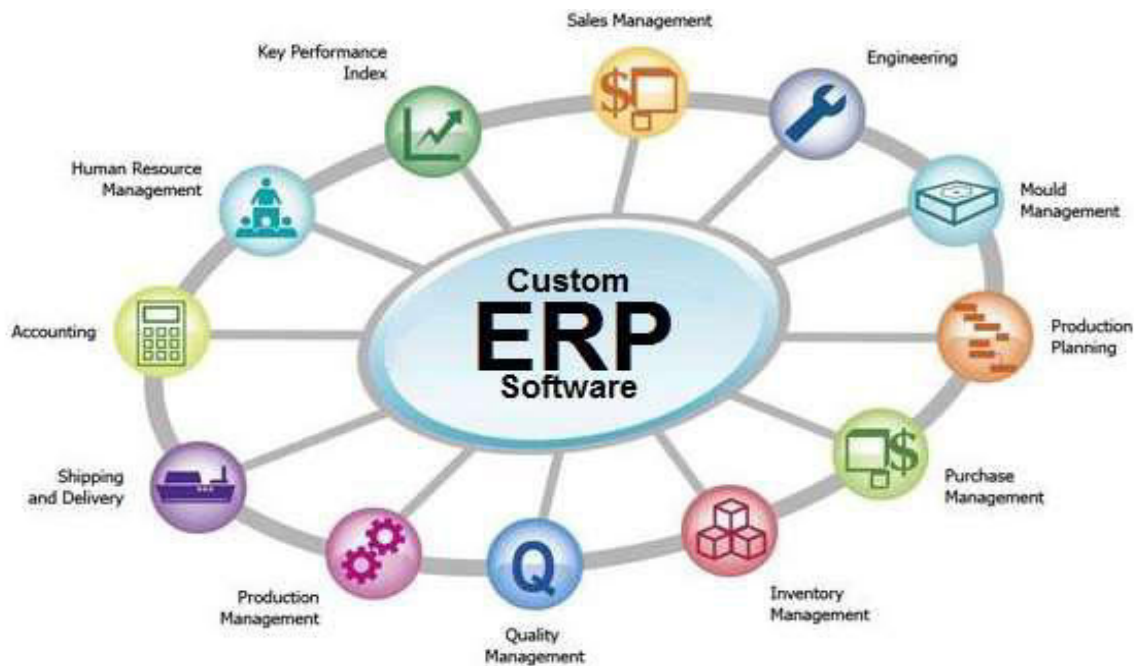 Sales Management
Key Performance
Index
Engineering
Human Resource
Management
Mould
Management
Custom
ERP
Software
Accounting
Production
Planning
Shipping
and Delivery
Purchase
Management
Production
Management
Q
Quality
Management
Inventory
Management
$
$